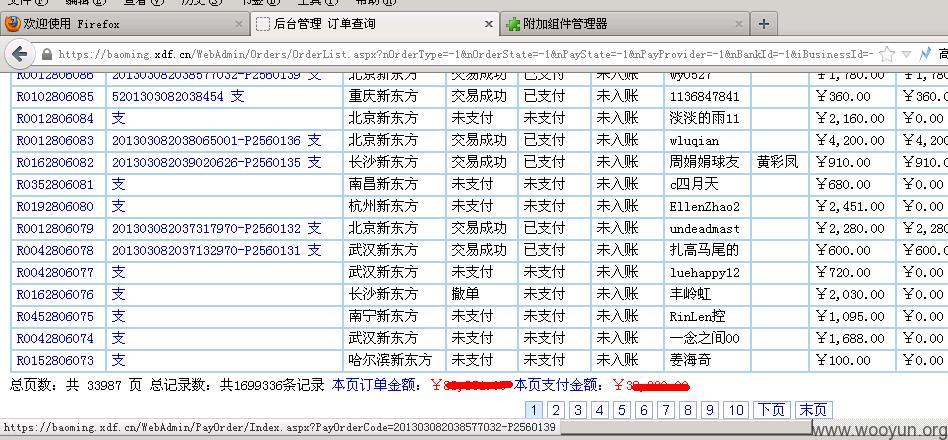 欢迎使用 Firefox 后台管理 订单查询 附加组件管理器
https://baoming.xdf.cn/WebAdmin/Orders/OrderList.aspx?nOrderType=-1&nOrderState=-1&nPayState=-1&nPayProvider=-1&nBankId=-1&iBusinessId=-
R0012806086 201303082038577032-P2560139 支 北京新东方 交易成功 已支付 未入账 wy0527 ￥1,780.00 ￥1,780
R0102806085 5201303082038454 支 重庆新东方 交易成功 已支付 未入账 1136847841 ￥360.00 ￥360.0
R0012806084 支 北京新东方 未支付 未支付 未入账 淡淡的雨11 ￥2,160.00 ￥0.00
R0012806083 201303082038065001-P2560136 支 北京新东方 交易成功 已支付 未入账 wluqian ￥4,200.00 ￥4,200
R0162806082 201303082039020626-P2560135 支 长沙新东方 交易成功 已支付 未入账 周娟娟球友 黄彩凤 ￥910.00 ￥910.0
R0352806081 支 南昌新东方 未支付 未支付 未入账 c四月天 ￥680.00 ￥0.00
R0192806080 支 杭州新东方 未支付 未支付 未入账 EllenZhao2 ￥2,451.00 ￥0.00
R0012806079 201303082037317970-P2560132 支 北京新东方 交易成功 已支付 未入账 undeadmast ￥2,280.00 ￥2,280
R0042806078 201303082037132970-P2560131 支 武汉新东方 交易成功 已支付 未入账 扎高马尾的 ￥600.00 ￥600.0
R0042806077 支 武汉新东方 未支付 未支付 未入账 luehappy12 ￥720.00 ￥0.00
R0162806076 支 长沙新东方 撤单 未支付 未入账 丰岭虹 ￥2,030.00 ￥0.00
R0452806075 支 南宁新东方 未支付 未支付 未入账 RinLen控 ￥1,095.00 ￥0.00
R0042806074 支 武汉新东方 未支付 未支付 未入账 一念之间00 ￥1,688.00 ￥0.00
R0152806073 支 哈尔滨新东方 未支付 未支付 未入账 姜海奇 ￥100.00 ￥0.00
总页数：共 33987 页 总记录数：共1699336条记录 本页订单金额：￥ 本页支付金额：￥
1 2 3 4 5 6 7 8 9 10 下页 末页
https://baoming.xdf.cn/WebAdmin/PayOrder/Index.aspx?PayOrderCode=201303082038577032-P2560139
www.wooyun.org